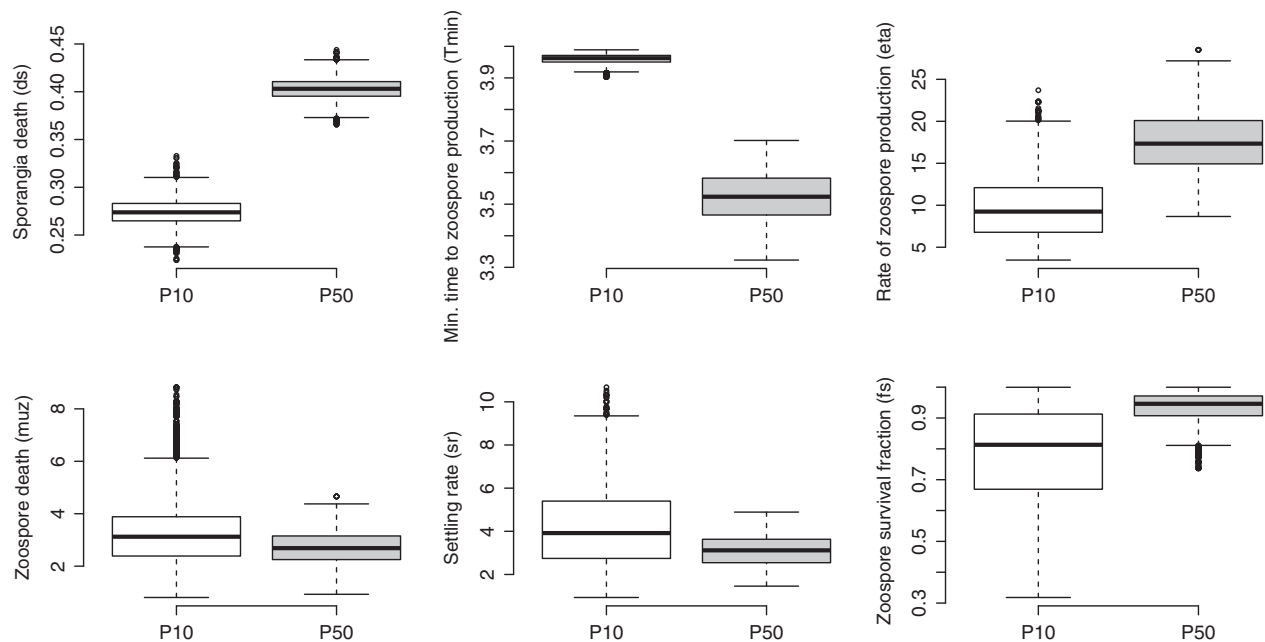 Sporangia death (ds)
0.25 0.30 0.35 0.40 0.45
P10 P50
Min. time to zoospore production (Tmin)
3.3 3.5 3.7 3.9
P10 P50
Rate of zoospore production (eta)
5 10 15 20 25
P10 P50
Zoospore death (muz)
2 4 6 8
P10 P50
Settling rate (sr)
2 4 6 8 10
P10 P50
Zoospore survival fraction (fs)
0.3 0.5 0.7 0.9
P10 P50